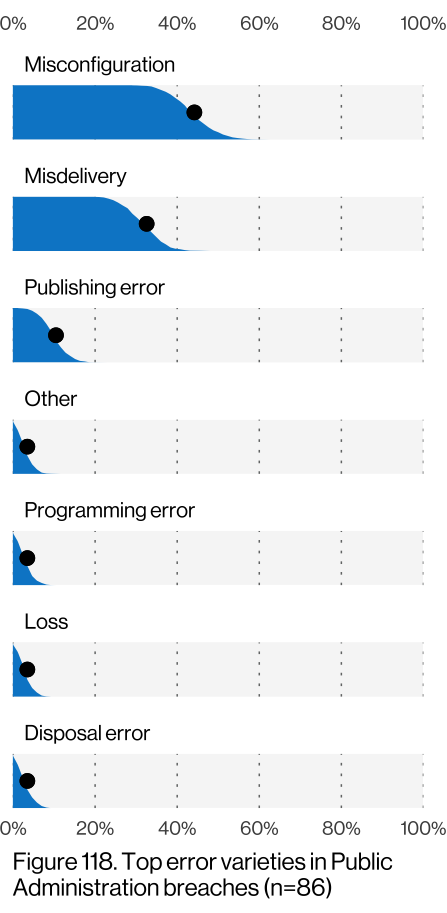 0% 20% 40% 60% 80% 100%
Misconfiguration
Misdelivery
Publishing error
Other
Programming error
Loss
Disposal error
0% 20% 40% 60% 80% 100%
Figure 118. Top error varieties in Public
Administration breaches (n=86)